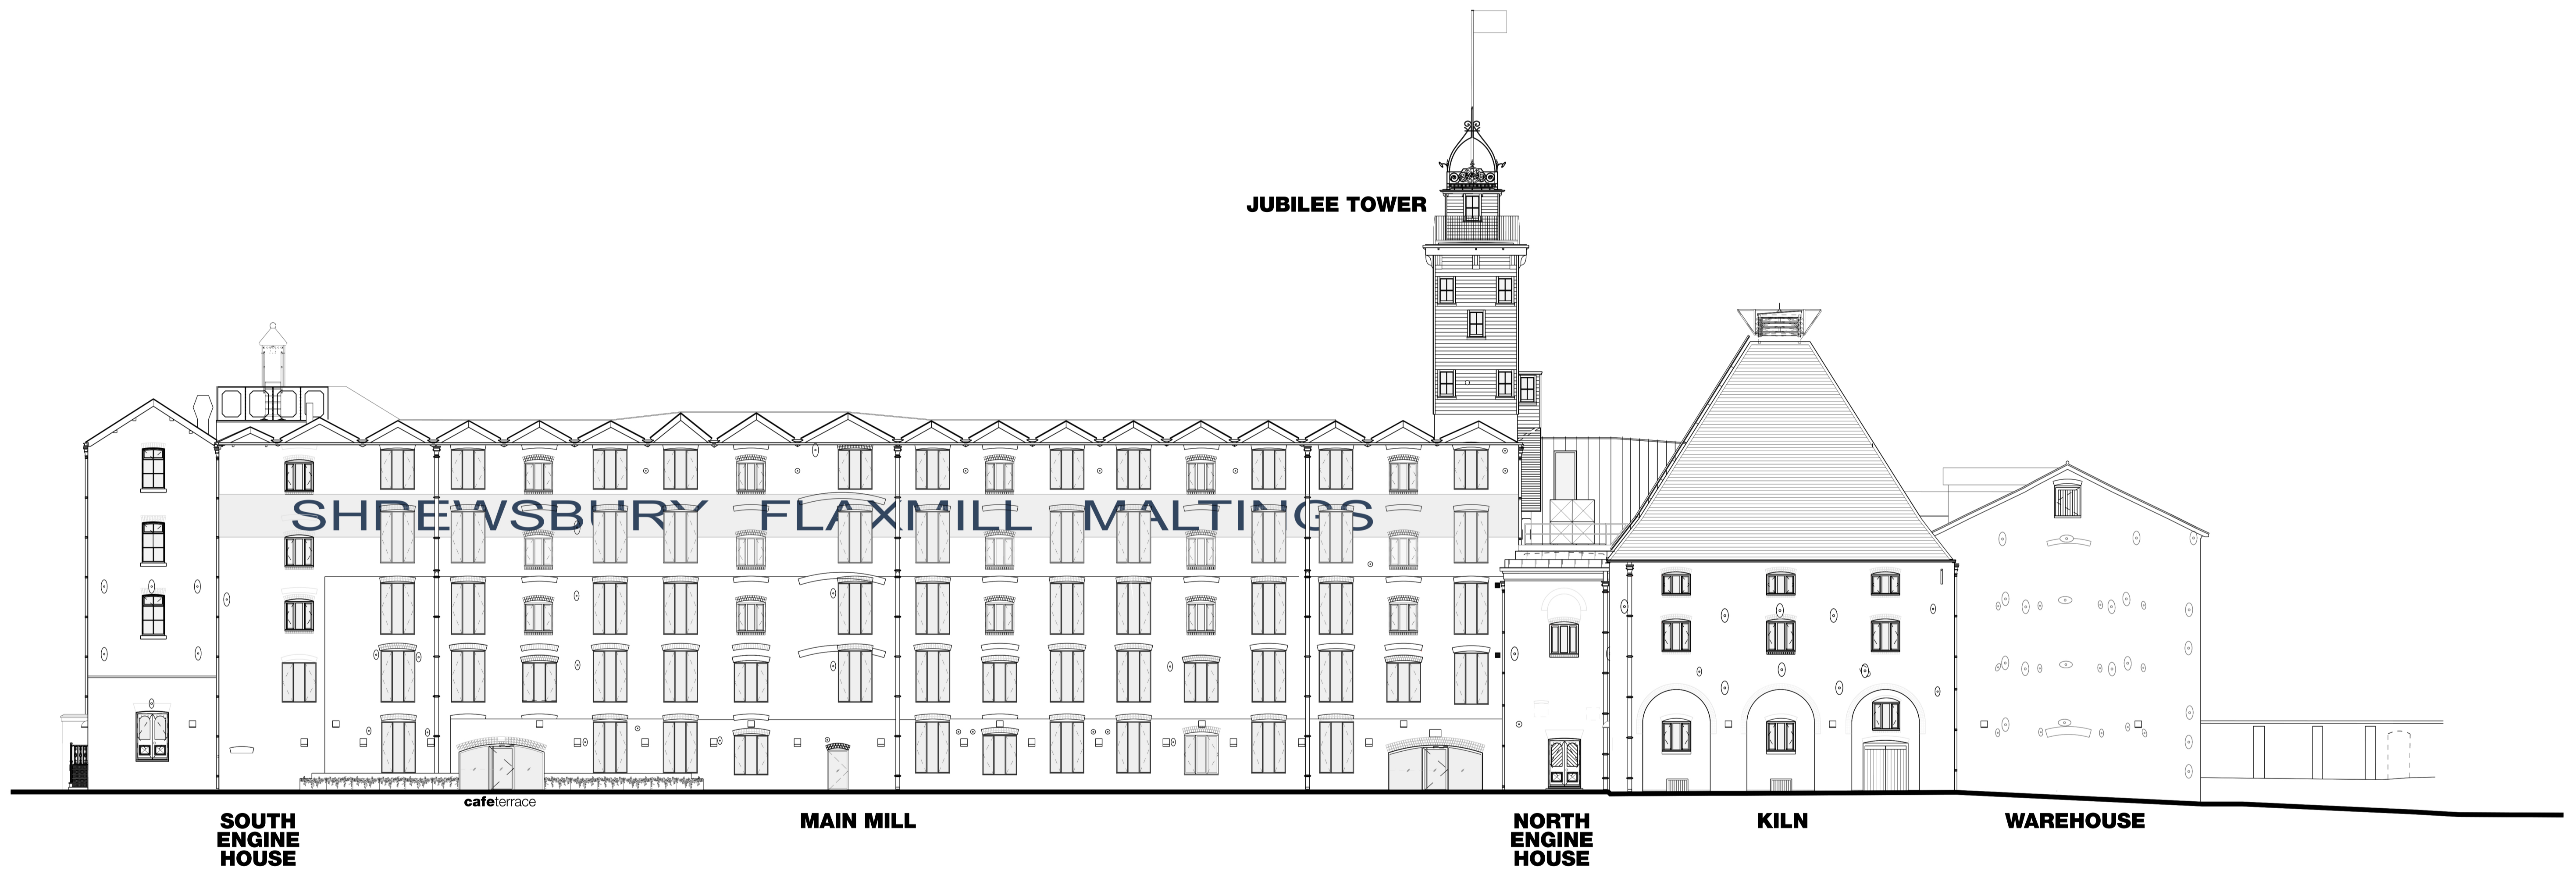 JUBILEE TOWER
SHREWSBURY FLAXMILL MALTINGS
cafeterrace
SOUTH
ENGINE
HOUSE
MAIN MILL
NORTH
ENGINE
HOUSE
KILN
WAREHOUSE